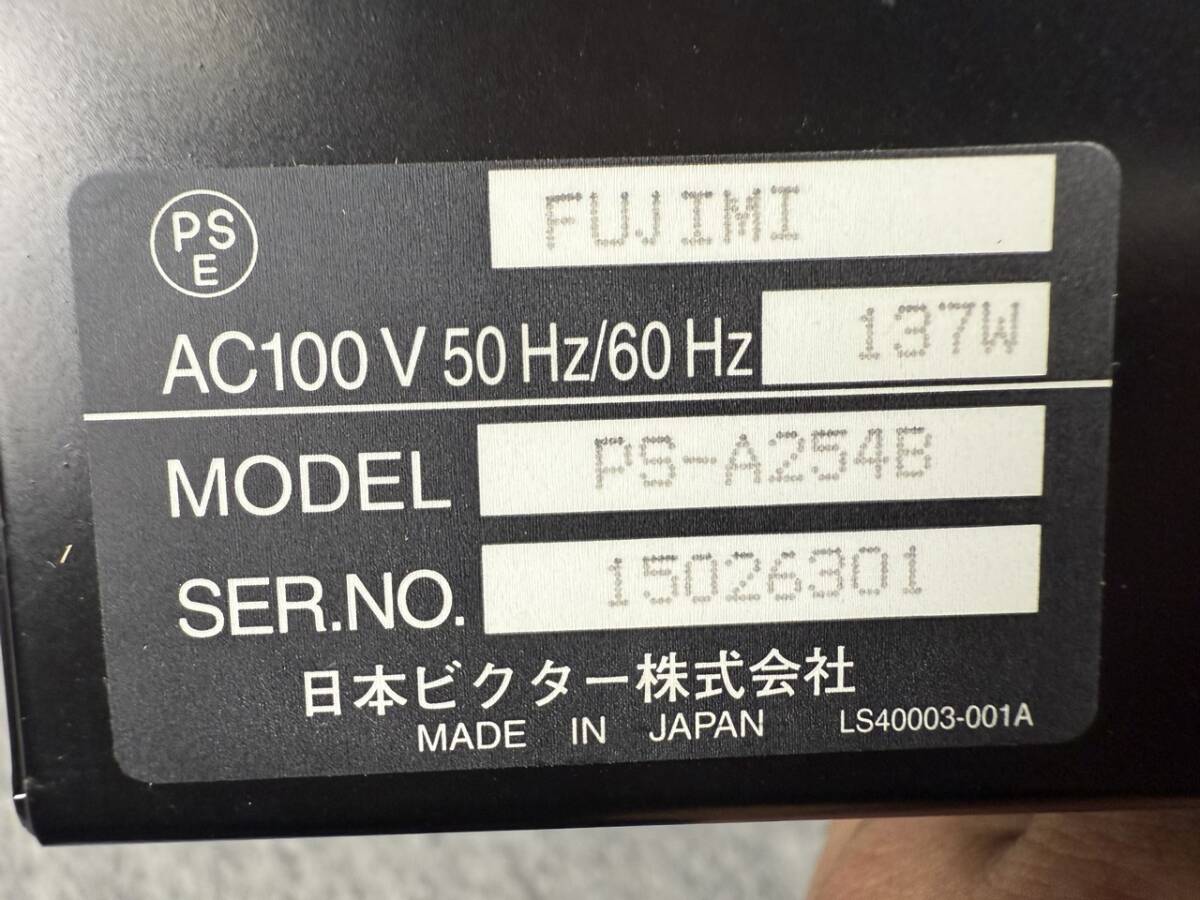 PS
E
FUJIMI
AC100 V 50 Hz/60 Hz 137W
MODEL PS-A254B
SER.NO. 15026301
日本ビクター株式会社
MADE IN JAPAN LS40003-001A